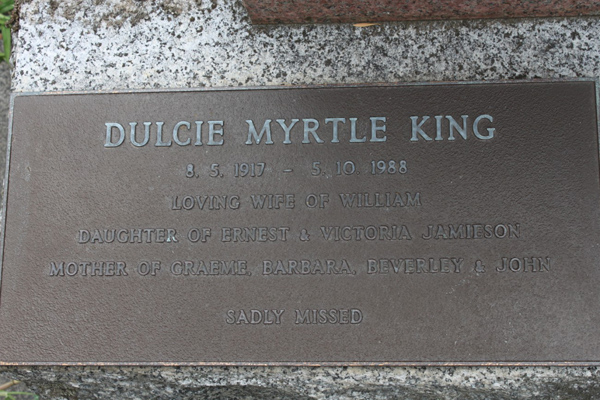 DULCIE MYRTLE KING
8. 5. 1917 - 5. 10 1988
LOVING WIFE OF WILLIAM
DAUGHTER OF ERNEST & VICTORIA JAMIESON
MOTHER OF GRAEME, BARBARA, BEVERLEY & JOHN
SADLY MISSED